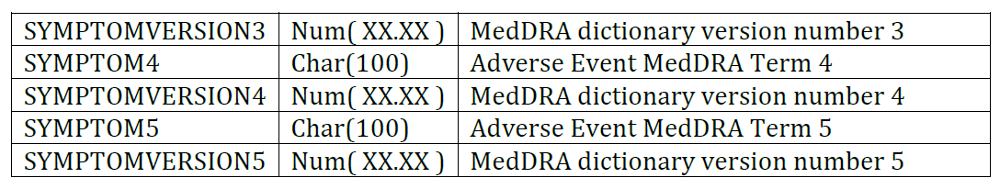 SYMPTOMVERSION3 Num( XX.XX ) MedDRA dictionary version number 3
SYMPTOM4 Char(100) Adverse Event MedDRA Term 4
SYMPTOMVERSION4 Num( XX.XX ) MedDRA dictionary version number 4
SYMPTOM5 Char(100) Adverse Event MedDRA Term 5
SYMPTOMVERSION5 Num( XX.XX ) MedDRA dictionary version number 5